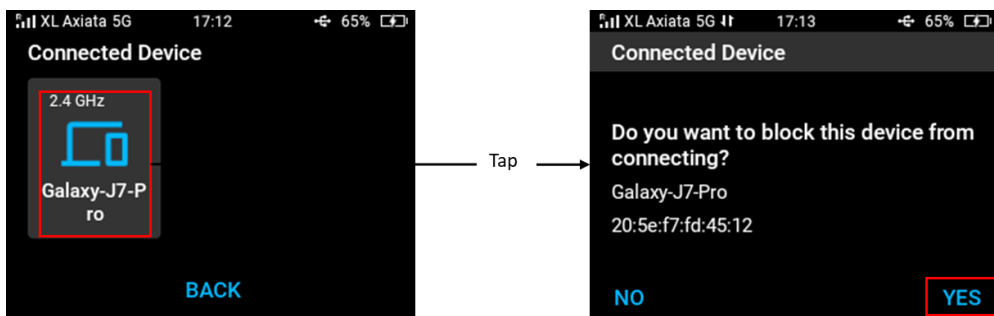 XL Axiata 5G 17:12 65%
Connected Device
2.4 GHz
Galaxy-J7-P
ro
BACK
Tap
R XL Axiata 5G 17:13 65%
Connected Device
Do you want to block this device from
connecting?
Galaxy-J7-Pro
20:5e:f7:fd:45:12
NO YES